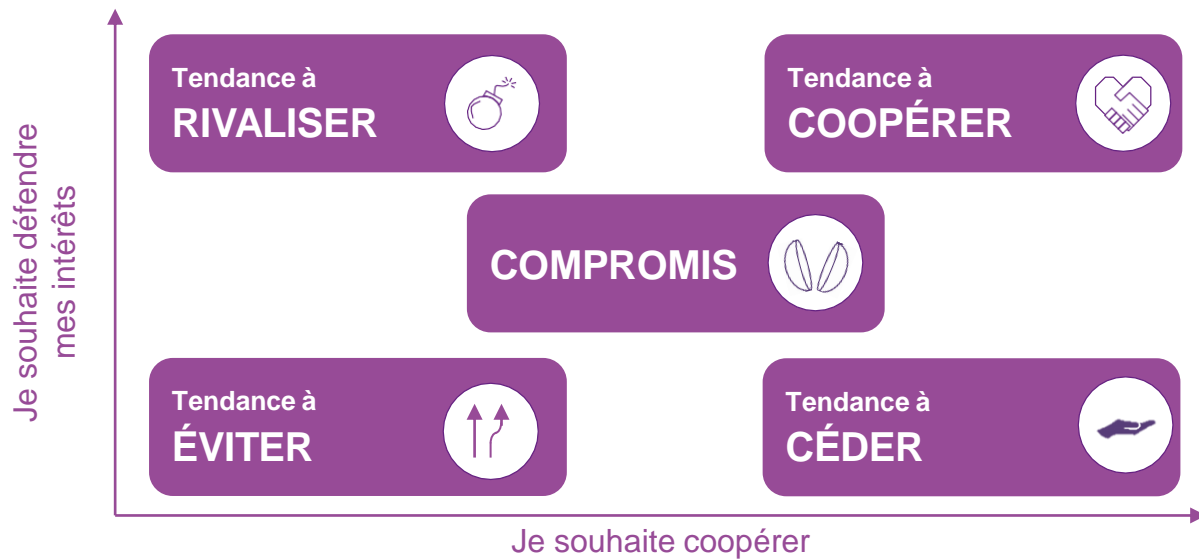 Je souhaite défendre
mes intérêts
Tendance à
RIVALISER
Tendance à
COOPÉRER
COMPROMIS
Tendance à
ÉVITER
Tendance à
CÉDER
Je souhaite coopérer